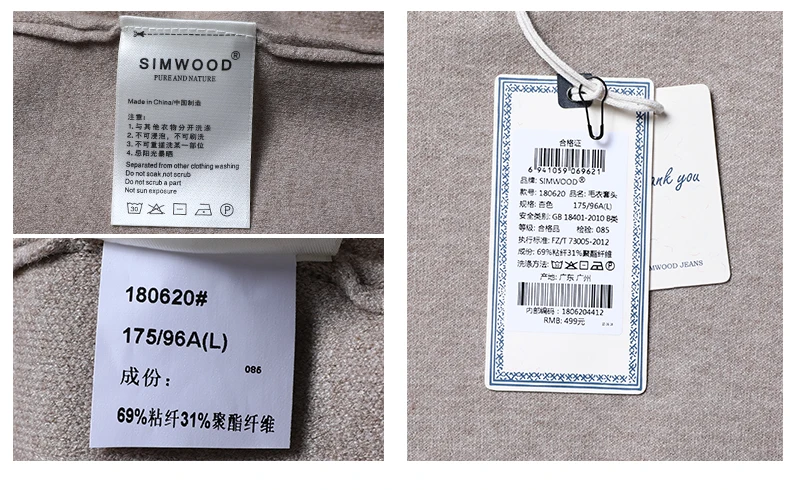 SIMWOOD®
PURE AND NATURE
Made in China/中国制造
注意:
1. 与其他衣物分开洗涤
2. 不可浸泡，不可刷洗
3. 不可重搓洗某一部位
4. 忌阳光暴晒
Separated from other clothing washing
Do not soak,not scrub
Do not scrub a part
Not sun exposure
30
P
180620#
175/96A(L)
085
成份：
69%粘纤31%聚酯纤维
合格证
6 941059 069621
品牌: SIMWOOD®
款号: 180620 品名: 毛衣套头
规格: 杏色 175/96A(L)
安全类别: GB 18401-2010 B类
等级: 合格品 检验: 085
执行标准: FZ/T 73005-2012
成份: 69%粘纤31%聚酯纤维
洗涤方法:
产地: 广东 广州
内部编码: 1806204412
RMB: 499元
nk you
MWOOD JEANS